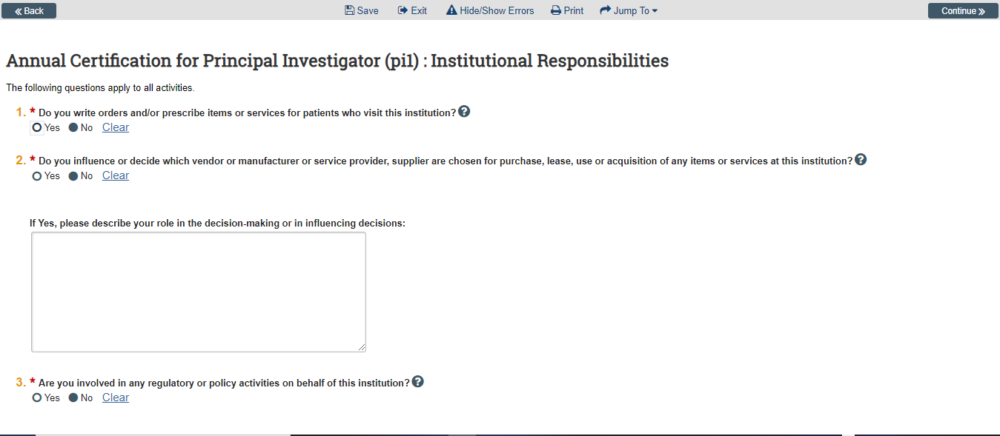 « Back Save Exit Hide/Show Errors Print Jump To Continue »
Annual Certification for Principal Investigator (pi1) : Institutional Responsibilities
The following questions apply to all activities.
1. * Do you write orders and/or prescribe items or services for patients who visit this institution? ?
Yes No Clear
2. * Do you influence or decide which vendor or manufacturer or service provider, supplier are chosen for purchase, lease, use or acquisition of any items or services at this institution? ?
Yes No Clear
If Yes, please describe your role in the decision-making or in influencing decisions:
3. * Are you involved in any regulatory or policy activities on behalf of this institution? ?
Yes No Clear